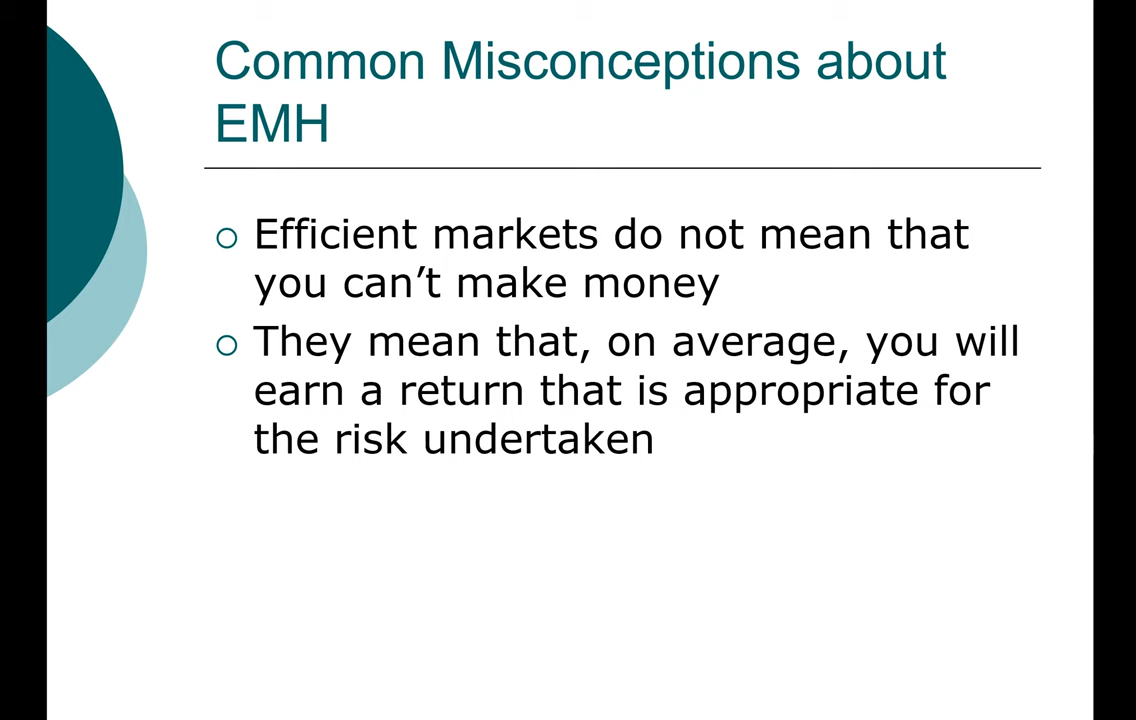 Common Misconceptions about
EMH
Efficient markets do not mean that
you can’t make money
They mean that, on average, you will
earn a return that is appropriate for
the risk undertaken